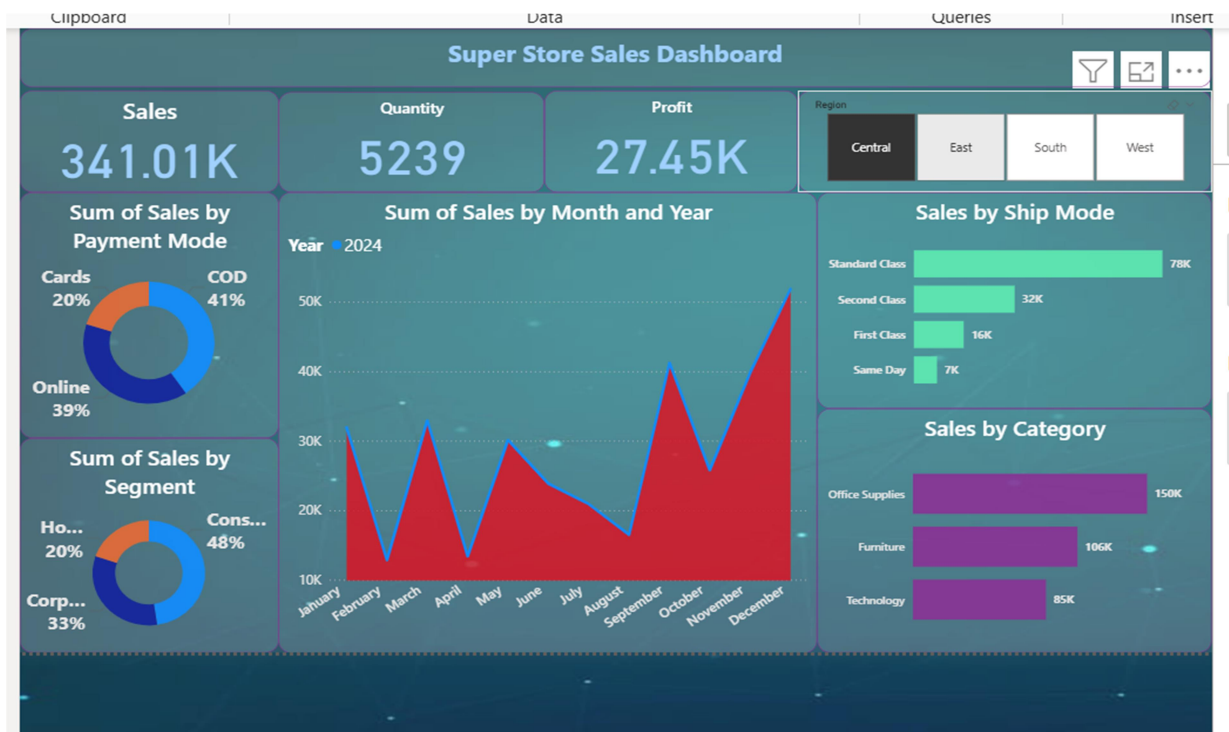 Clipboard
Data
Queries
Insert
Super Store Sales Dashboard
Sales
341.01K
Quantity
5239
Profit
27.45K
Region
Central
East
South
West
Sum of Sales by
Payment Mode
Cards
20%
COD
41%
Online
39%
Sum of Sales by
Segment
Ho...
20%
Cons...
48%
Corp...
33%
Sum of Sales by Month and Year
Year 2024
50K
40K
30K
20K
10K
January
February
March
April
May
June
July
August
September
October
November
December
Sales by Ship Mode
Standard Class 78K
Second Class 32K
First Class 16K
Same Day 7K
Sales by Category
Office Supplies 150K
Furniture 106K
Technology 85K